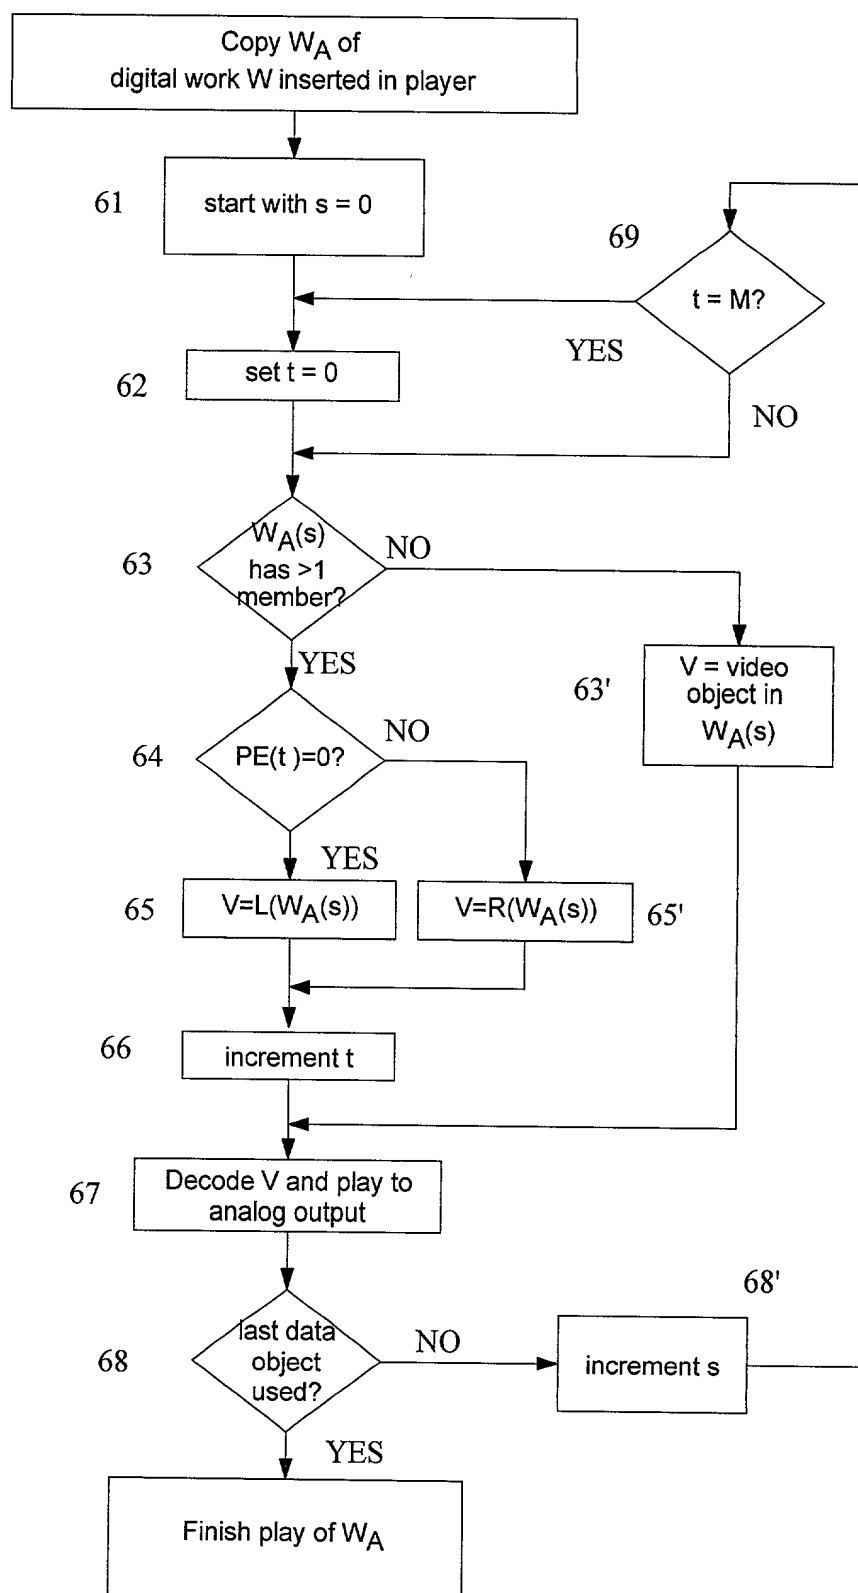 Copy WA of
digital work W inserted in player
61
start with s = 0
69
t = M?
YES
NO
62
set t = 0
63
WA(s)
has >1
member?
NO
YES
63'
V = video
object in
WA(s)
64
PE(t )=0?
NO
YES
65
V=L(WA(s))
V=R(WA(s))
65'
66
increment t
67
Decode V and play to
analog output
68
last data
object
used?
NO
YES
68'
increment s
Finish play of WA